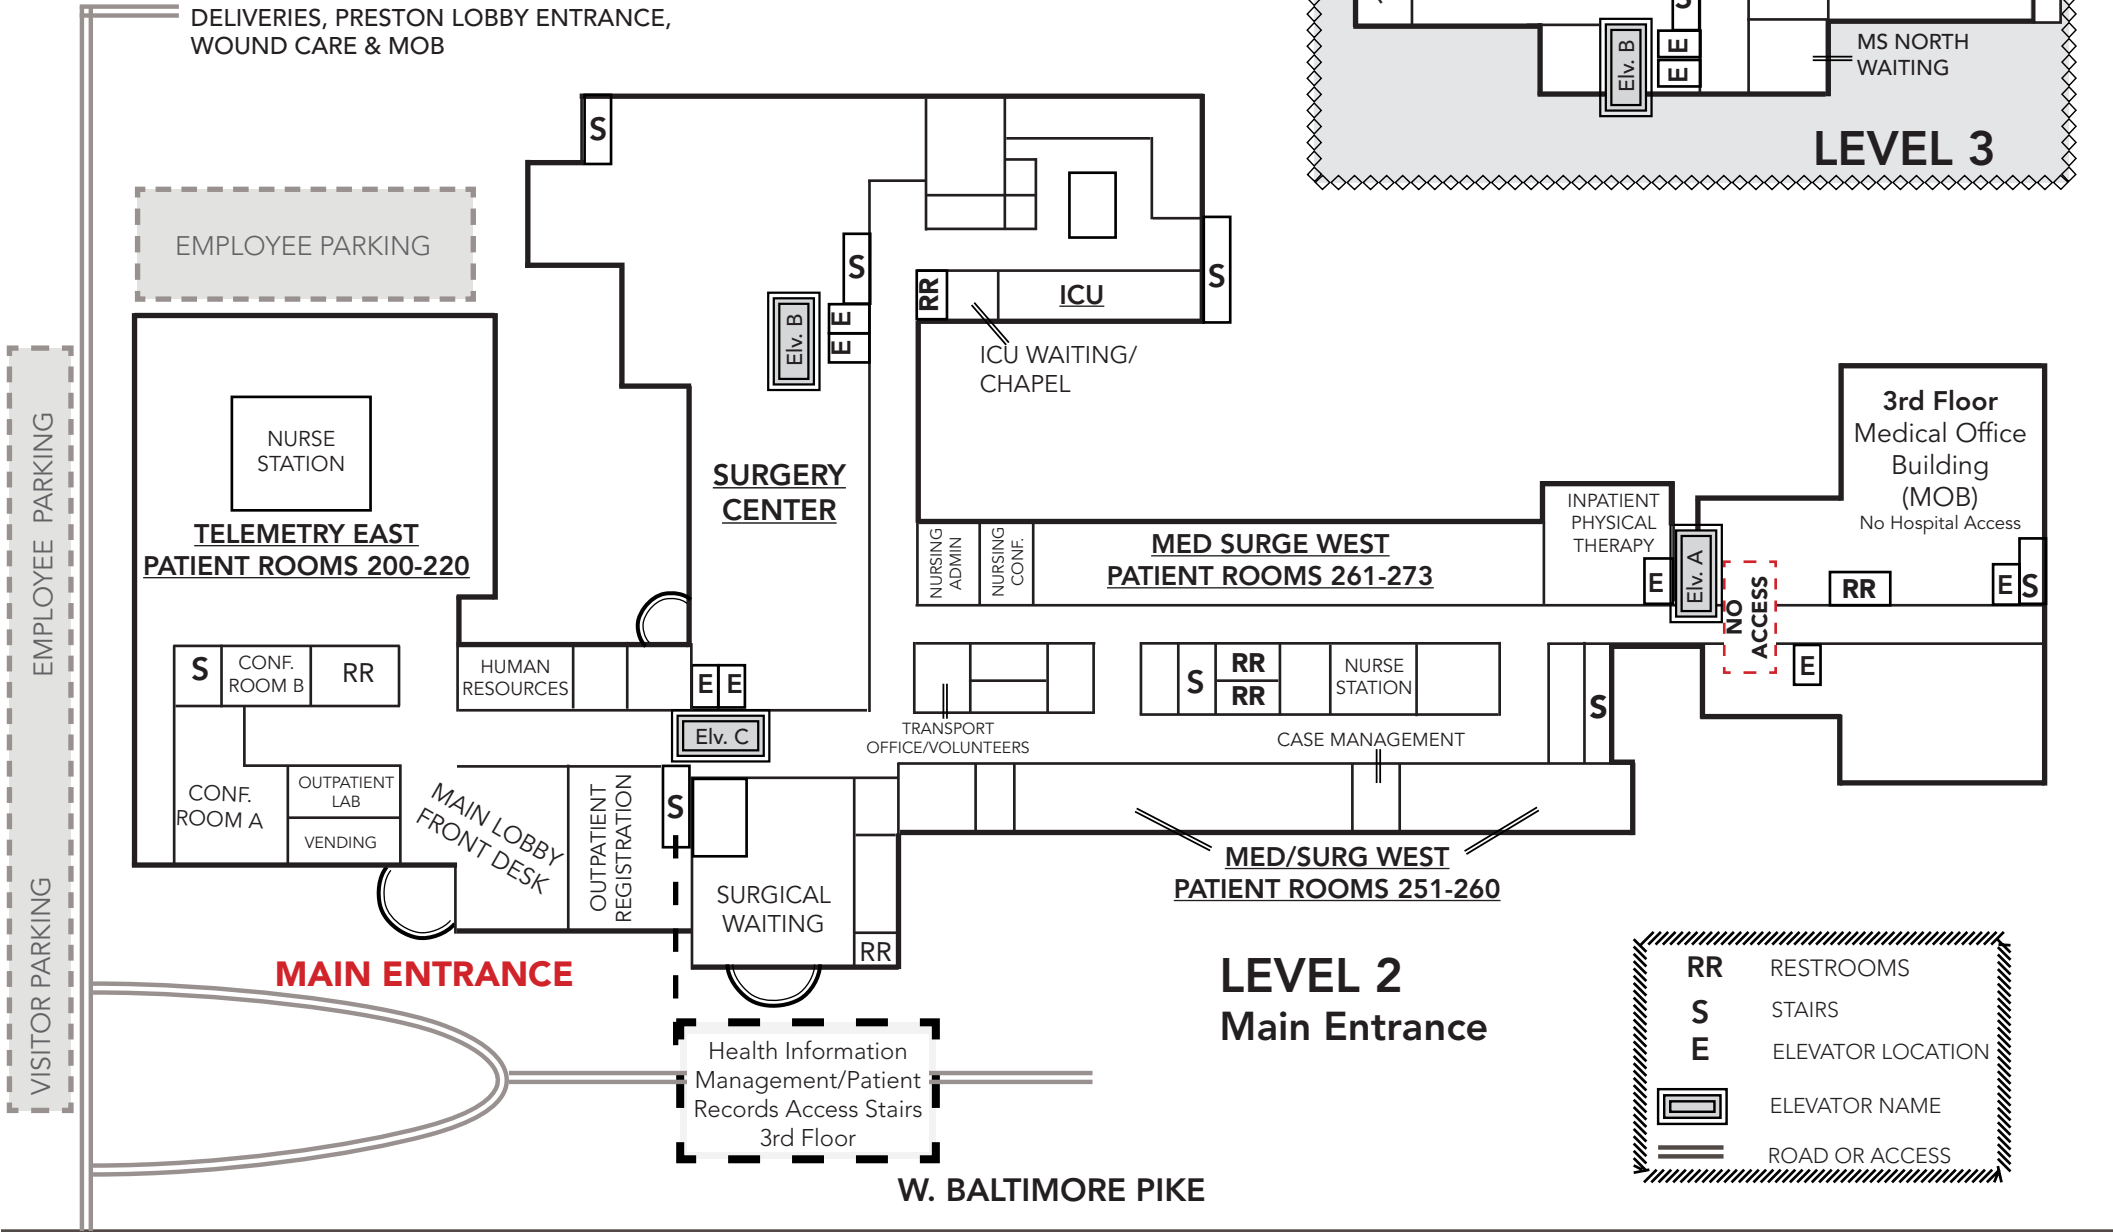 DELIVERIES, PRESTON LOBBY ENTRANCE,
WOUND CARE & MOB
S
Elv. B
E
E
MS NORTH
WAITING
LEVEL 3
S
EMPLOYEE PARKING
S
Elv. B
E
E
RR
ICU
S
ICU WAITING/
CHAPEL
EMPLOYEE PARKING
VISITOR PARKING
NURSE
STATION
TELEMETRY EAST
PATIENT ROOMS 200-220
SURGERY
CENTER
NURSING
ADMIN
NURSING
CONF.
MED SURGE WEST
PATIENT ROOMS 261-273
INPATIENT
PHYSICAL
THERAPY
E
Elv. A
NO
ACCESS
3rd Floor
Medical Office
Building
(MOB)
No Hospital Access
RR
E
S
E
S
CONF.
ROOM B
RR
HUMAN
RESOURCES
E
E
Elv. C
TRANSPORT
OFFICE/VOLUNTEERS
S
RR
RR
NURSE
STATION
S
CASE MANAGEMENT
CONF.
ROOM A
OUTPATIENT
LAB
VENDING
MAIN LOBBY
FRONT DESK
OUTPATIENT
REGISTRATION
S
SURGICAL
WAITING
RR
MED/SURG WEST
PATIENT ROOMS 251-260
MAIN ENTRANCE
LEVEL 2
Main Entrance
Health Information
Management/Patient
Records Access Stairs
3rd Floor
W. BALTIMORE PIKE
RR RESTROOMS
S STAIRS
E ELEVATOR LOCATION
ELEVATOR NAME
ROAD OR ACCESS